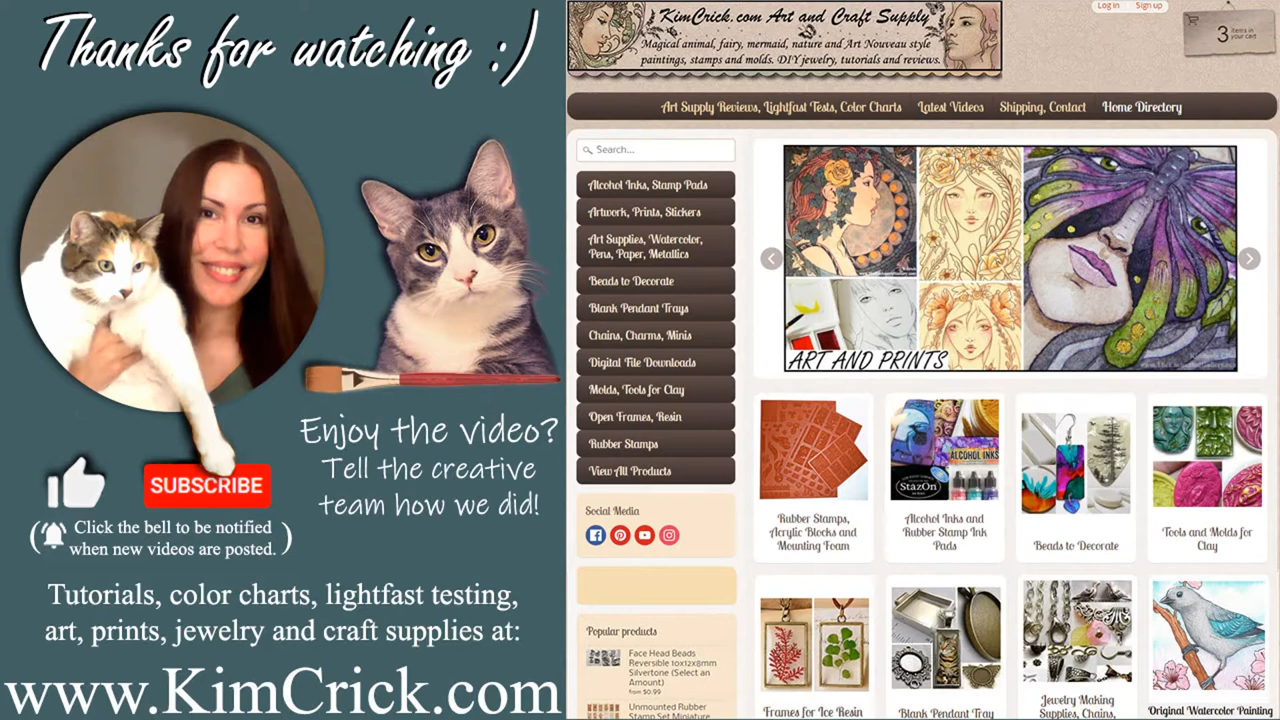 Thanks for watching :)
SUBSCRIBE
Click the bell to be notified
when new videos are posted.
Enjoy the video?
Tell the creative
team how we did!
Tutorials, color charts, lightfast testing,
art, prints, jewelry and craft supplies at:
www.KimCrick.com
KimCrick.com Art and Craft Supply
Magical animal, fairy, mermaid, nature and Art Nouveau style
paintings, stamps and molds. DIY jewelry, tutorials and reviews.
Log in Sign up
3 items in
your cart
Art Supply Reviews, Lightfast Tests, Color Charts Latest Videos Shipping, Contact Home Directory
Search...
Alcohol Inks, Stamp Pads
Artwork, Prints, Stickers
Art Supplies, Watercolor,
Pens, Paper, Metallics
Beads to Decorate
Blank Pendant Trays
Chains, Charms, Minis
Digital File Downloads
Molds, Tools for Clay
Open Frames, Resin
Rubber Stamps
View All Products
Social Media
Popular products
Face Head Beads
Reversible 10x12x8mm
Silvertone (Select an
Amount)
from $0.99
Unmounted Rubber
Stamp Set Miniature
ART AND PRINTS
Rubber Stamps,
Acrylic Blocks and
Mounting Foam
ALCOHOL INKS
StazOn
Alcohol Inks and
Rubber Stamp Ink
Pads
Beads to Decorate
Tools and Molds for
Clay
Frames for Ice Resin
Blank Pendant Tray
Jewelry Making
Supplies, Chains,
Original Watercolor Painting